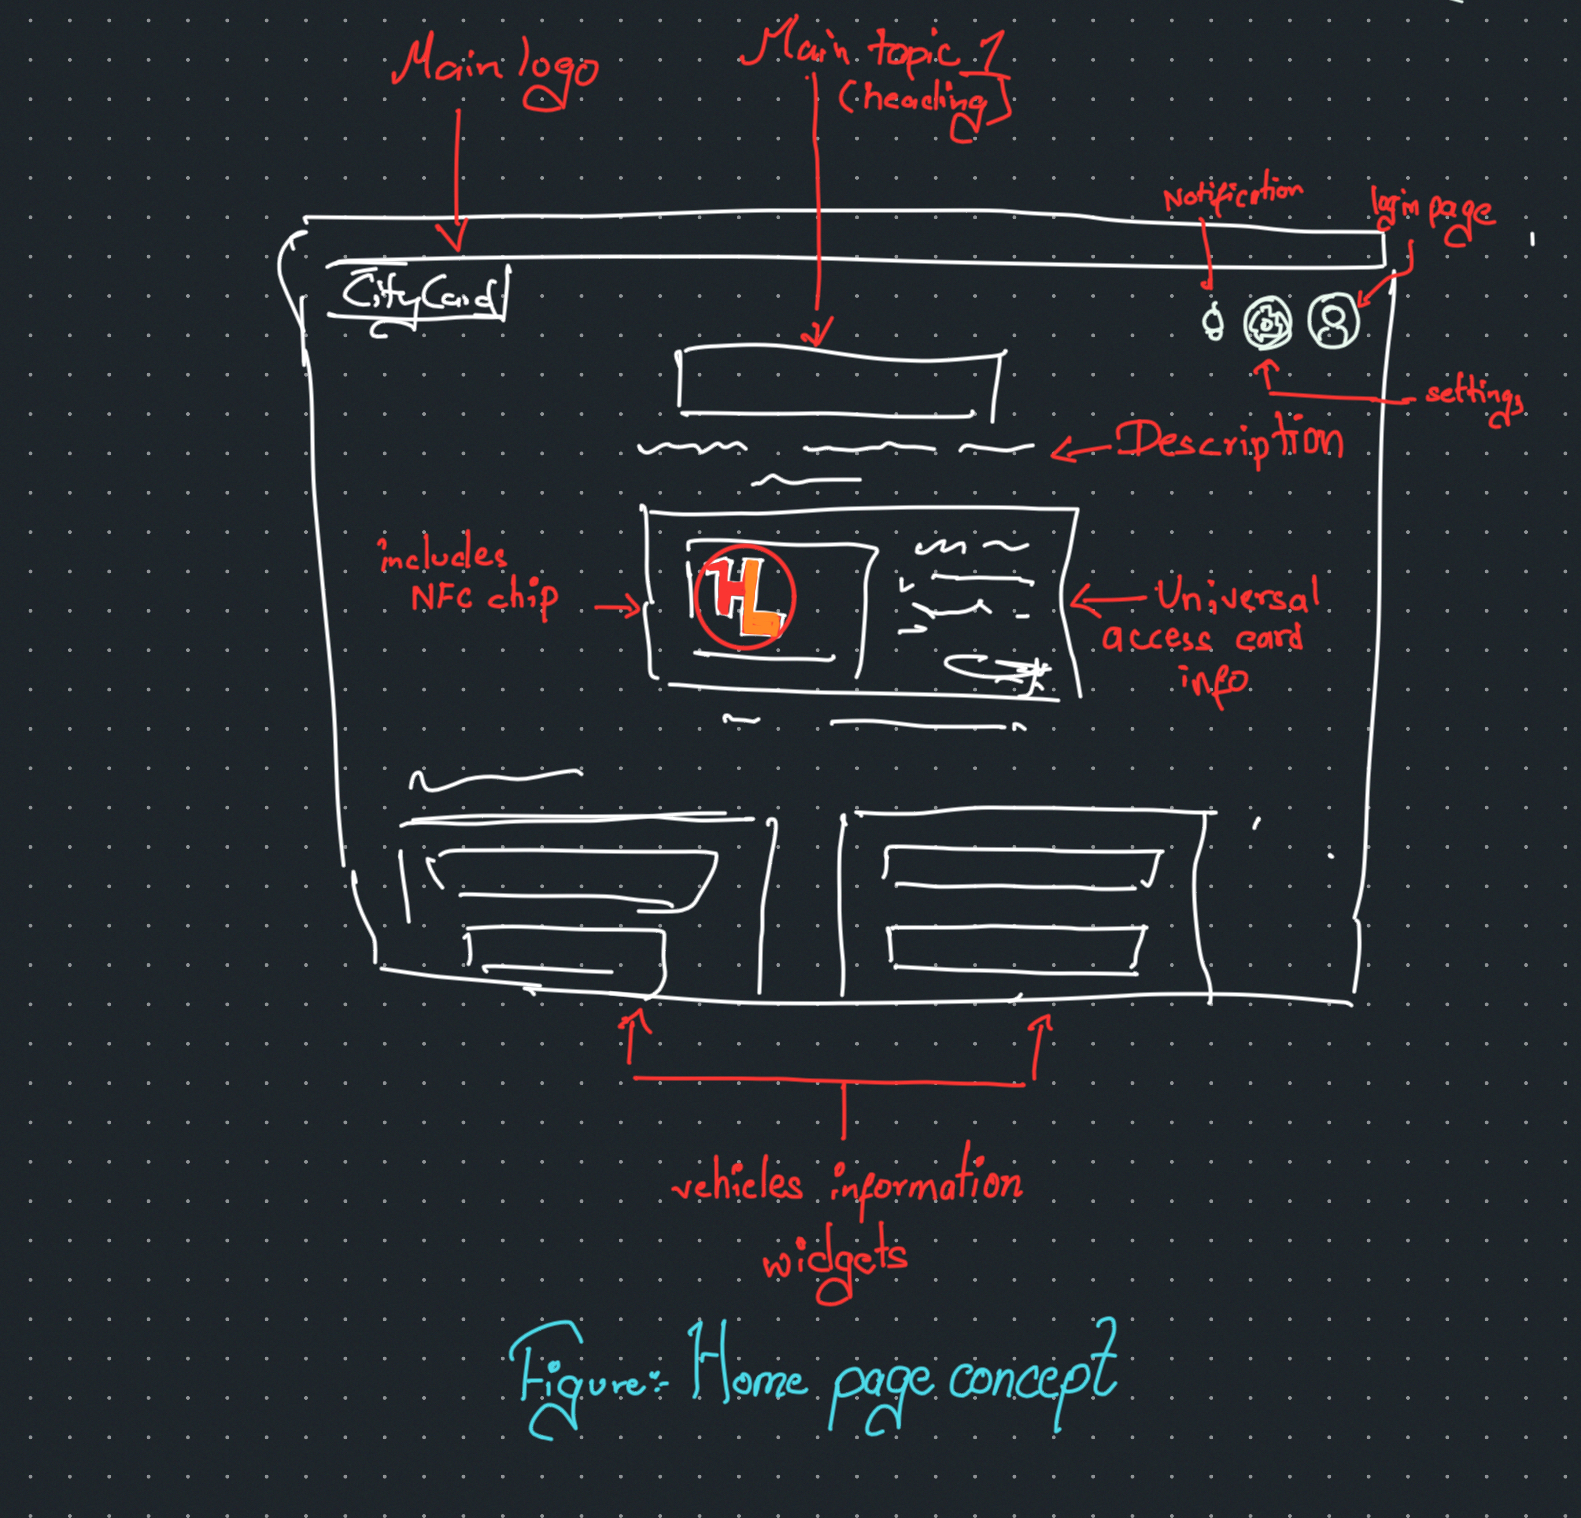 Main logo
Main topic 1
(heading)
Notification
login page
CityCard
settings
Description
includes
NFC chip
HL
Universal
access card
info
vehicles information
widgets
Figure:- Home page concept